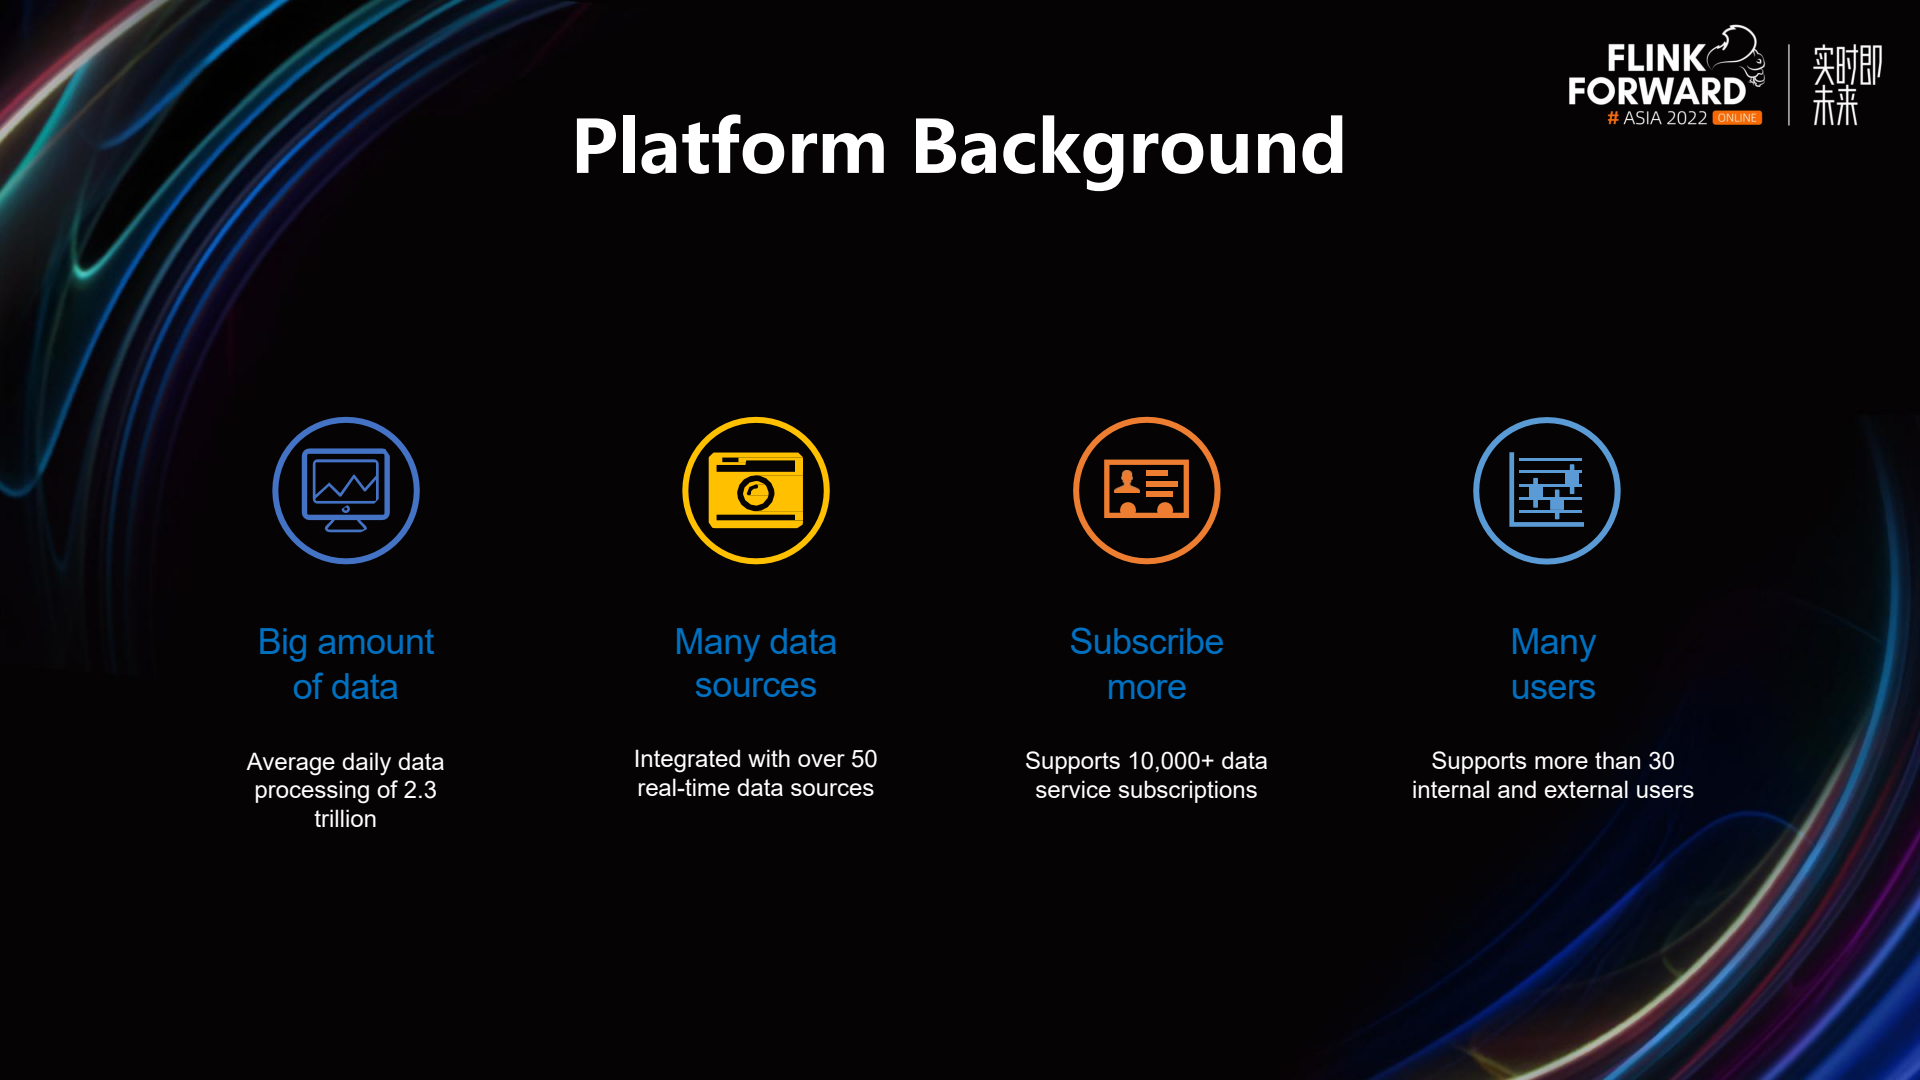 FLINK
FORWARD
# ASIA 2022 ONLINE
实时即
未来
Platform Background
Big amount
of data
Average daily data
processing of 2.3
trillion
Many data
sources
Integrated with over 50
real-time data sources
Subscribe
more
Supports 10,000+ data
service subscriptions
Many
users
Supports more than 30
internal and external users